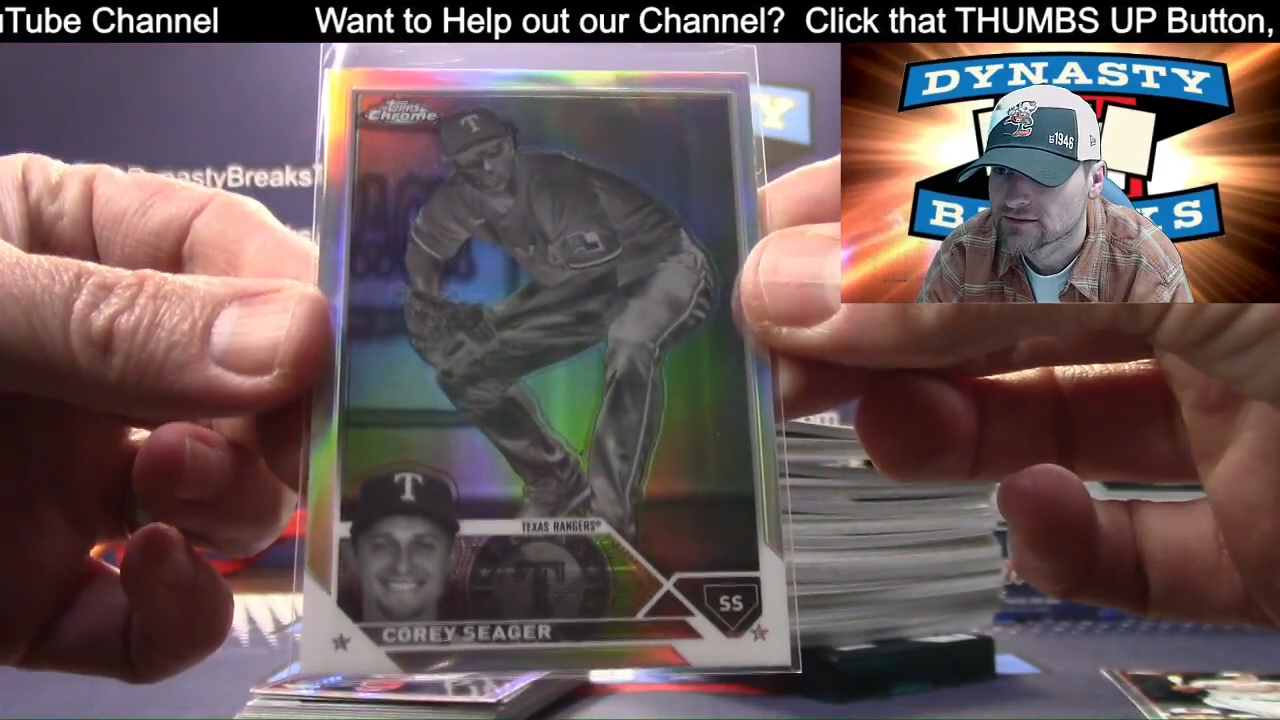 uTube Channel Want to Help out our Channel? Click that THUMBS UP Button,
Topps
Chrome
T
DynastyBreaks
DYNASTY
1946
T
TEXAS RANGERS
SS
COREY SEAGER